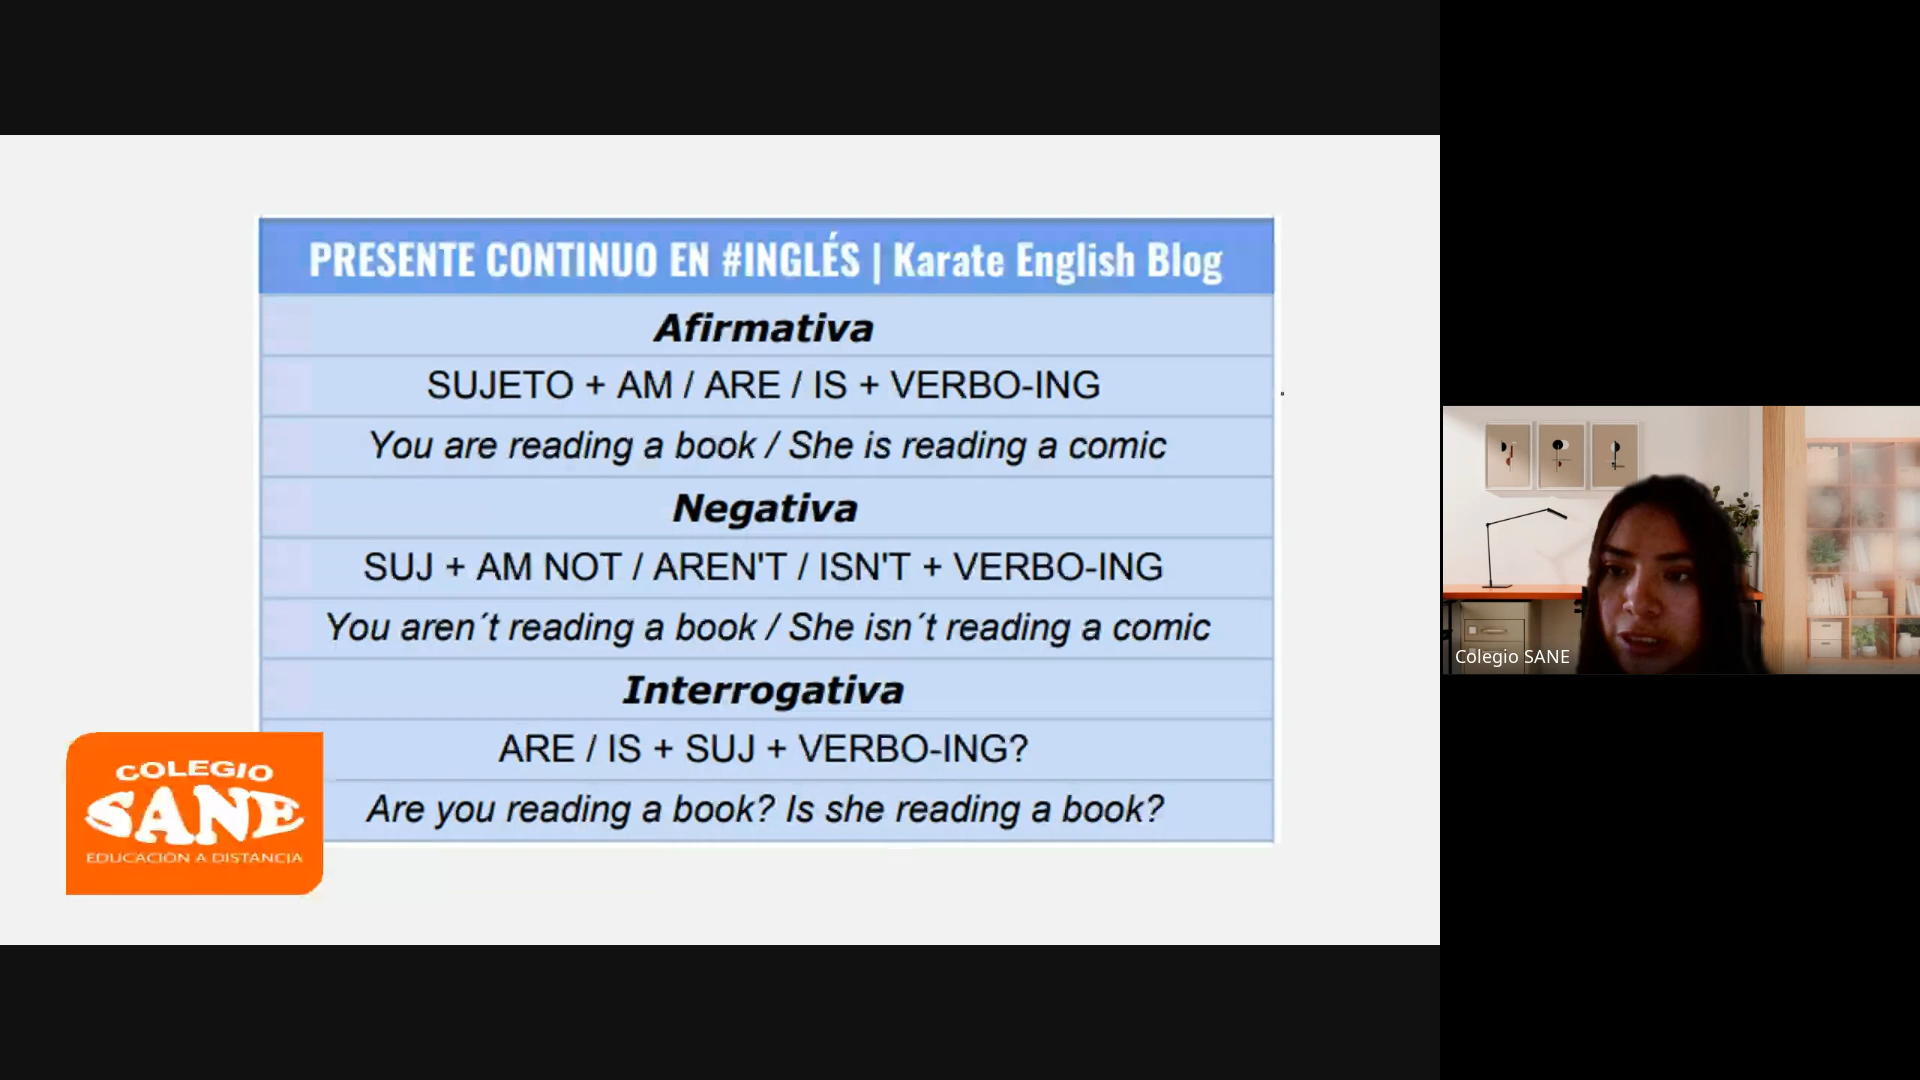 PRESENTE CONTINUO EN #INGLÉS | Karate English Blog
Afirmativa
SUJETO + AM / ARE / IS + VERBO-ING
You are reading a book / She is reading a comic
Negativa
SUJ + AM NOT / AREN'T / ISN'T + VERBO-ING
You aren´t reading a book / She isn´t reading a comic
Interrogativa
ARE / IS + SUJ + VERBO-ING?
Are you reading a book? Is she reading a book?
COLEGIO
SANE
EDUCACIÓN A DISTANCIA
Colegio SANE